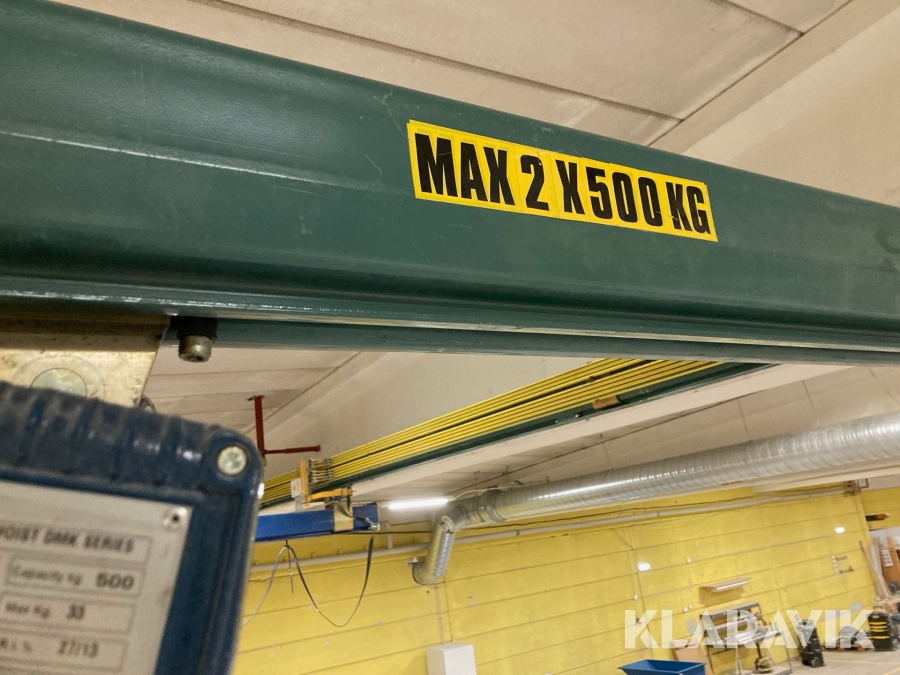 MAX 2 X 500 KG
HOIST DMK SERIES
Capacity kg 500
Max Kg. 33
27/13
KLARAVIK